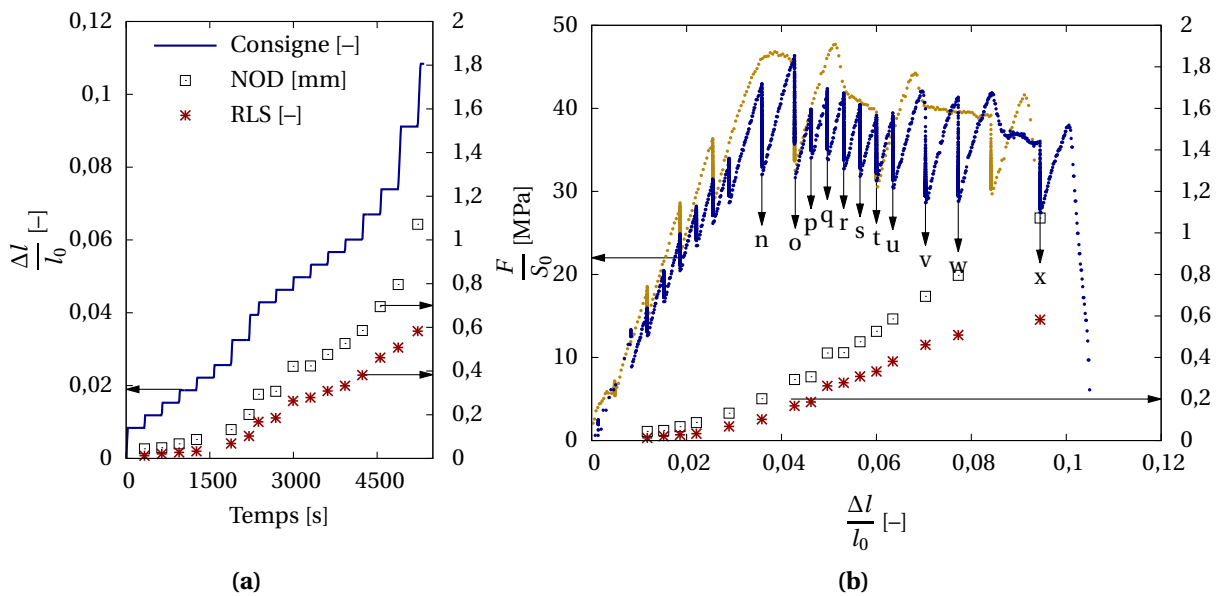 0,12
0,1
0,08
0,06
0,04
0,02
0
Δl
l0
[–]
Consigne [–]
NOD [mm]
RLS [–]
2
1,8
1,6
1,4
1,2
1
0,8
0,6
0,4
0,2
0
0 1500 3000 4500
Temps [s]
(a)
50
40
30
20
10
0
F
S0
[MPa]
n o p q r s t u v w x
2
1,8
1,6
1,4
1,2
1
0,8
0,6
0,4
0,2
0
0 0,02 0,04 0,06 0,08 0,1 0,12
Δl
l0
[–]
(b)